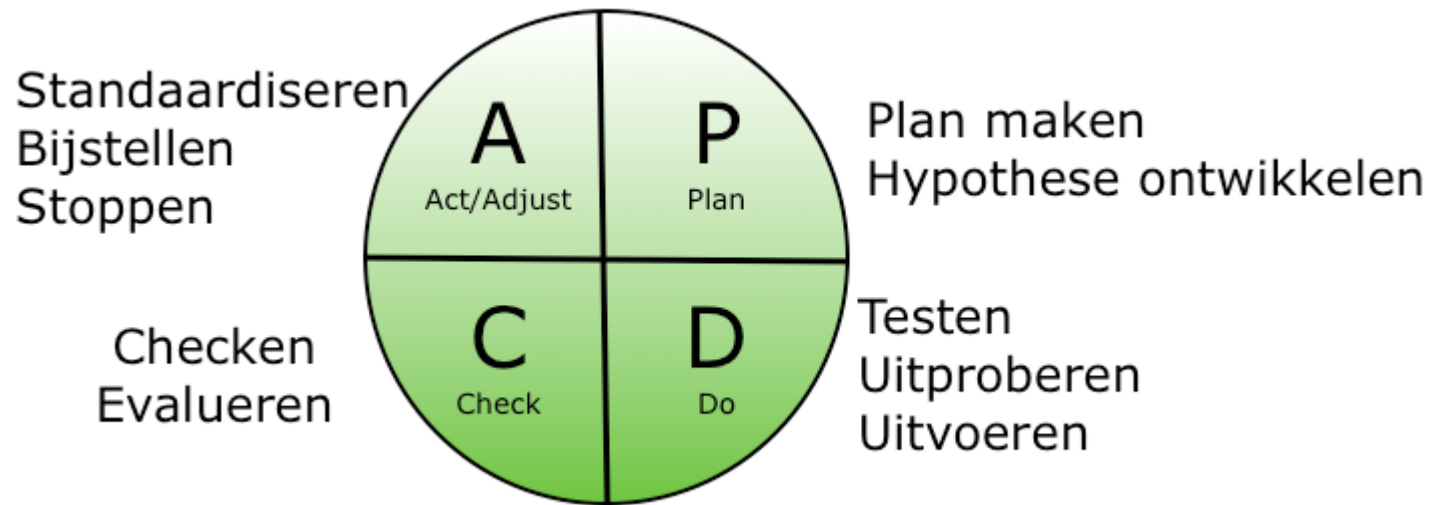 Standaardiseren
Bijstellen
Stoppen
A
Act/Adjust
P
Plan
Plan maken
Hypothese ontwikkelen
Checken
Evalueren
C
Check
D
Do
Testen
Uitproberen
Uitvoeren